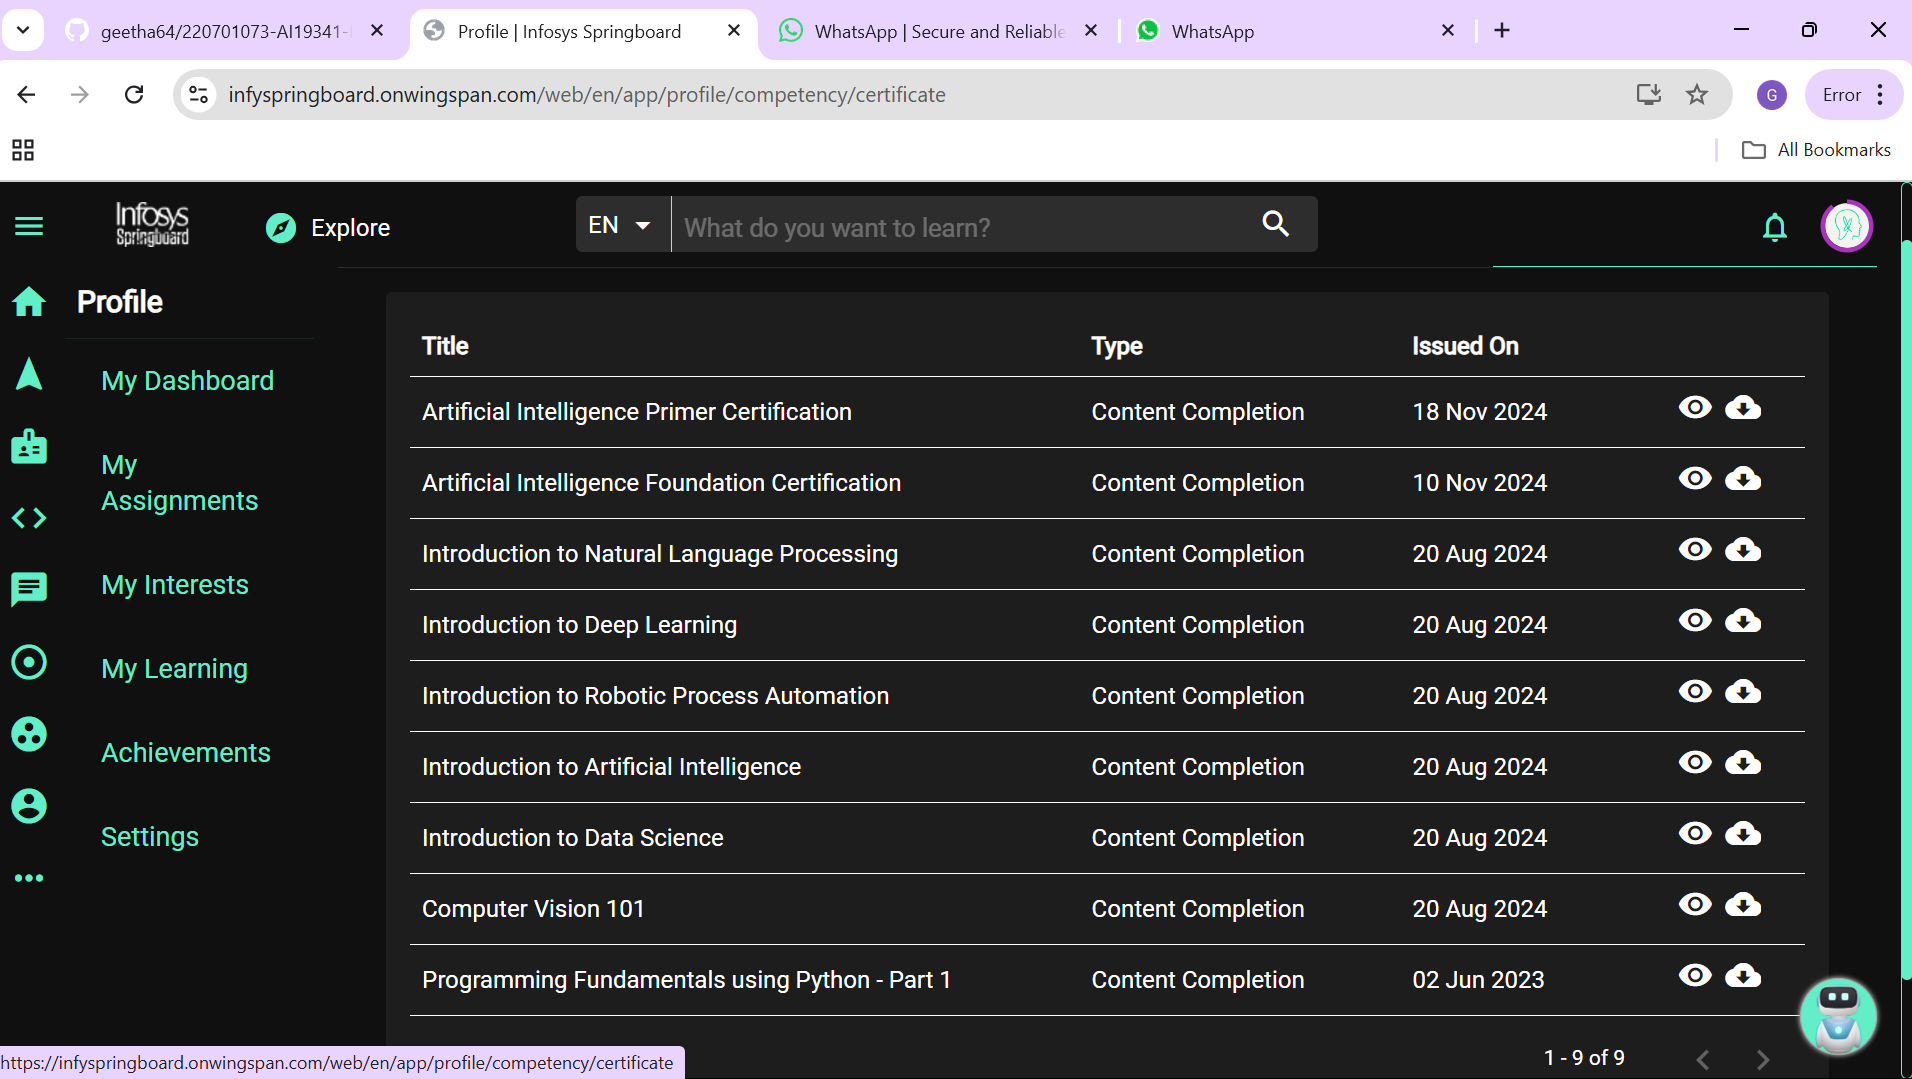 geetha64/220701073-AI19341-
Profile | Infosys Springboard
WhatsApp | Secure and Reliable
WhatsApp
infyspringboard.onwingspan.com/web/en/app/profile/competency/certificate
G
Error
All Bookmarks
Infosys
Springboard
Explore
EN
What do you want to learn?
Profile
My Dashboard
My
Assignments
My Interests
My Learning
Achievements
Settings
Title Type Issued On
Artificial Intelligence Primer Certification Content Completion 18 Nov 2024
Artificial Intelligence Foundation Certification Content Completion 10 Nov 2024
Introduction to Natural Language Processing Content Completion 20 Aug 2024
Introduction to Deep Learning Content Completion 20 Aug 2024
Introduction to Robotic Process Automation Content Completion 20 Aug 2024
Introduction to Artificial Intelligence Content Completion 20 Aug 2024
Introduction to Data Science Content Completion 20 Aug 2024
Computer Vision 101 Content Completion 20 Aug 2024
Programming Fundamentals using Python - Part 1 Content Completion 02 Jun 2023
1 - 9 of 9
https://infyspringboard.onwingspan.com/web/en/app/profile/competency/certificate